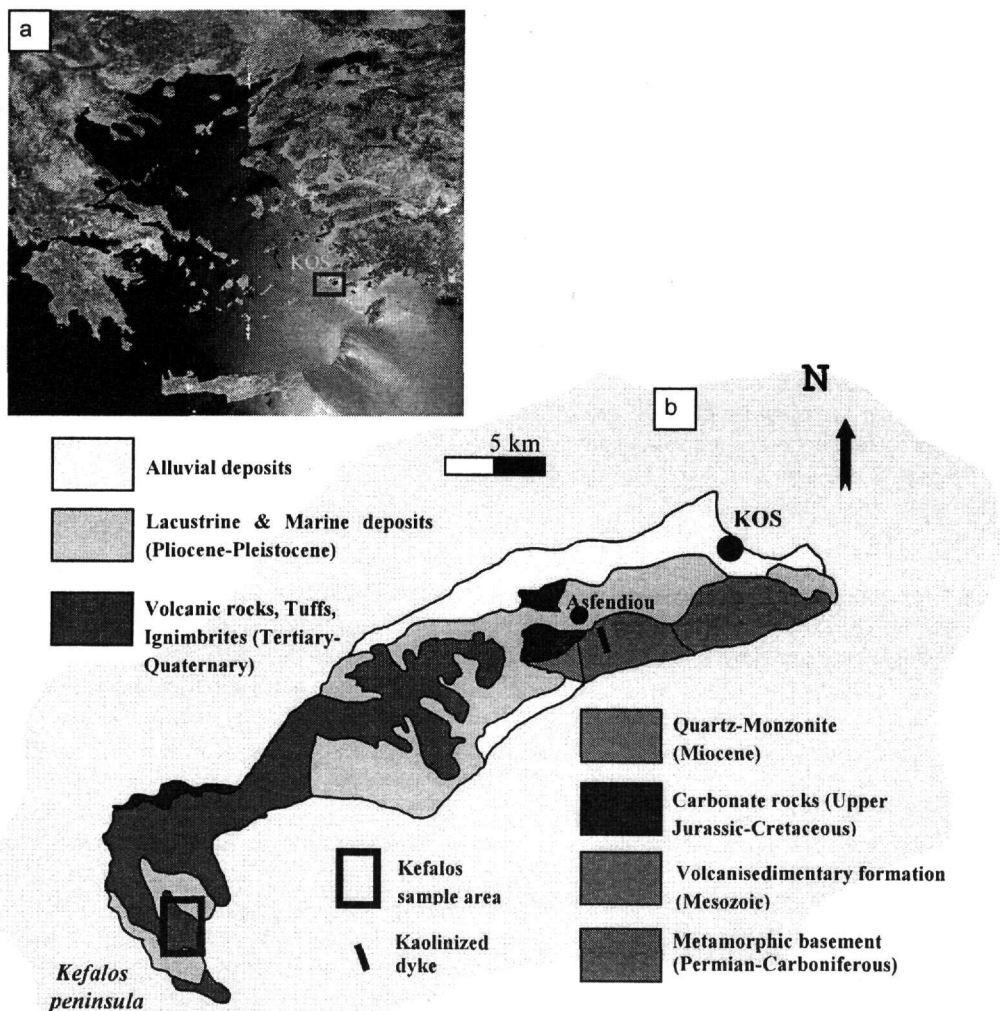 a
KOS
b
N
5 km
Alluvial deposits
Lacustrine & Marine deposits
(Pliocene-Pleistocene)
Volcanic rocks, Tuffs,
Ignimbrites (Tertiary-
Quaternary)
KOS
Asfendiou
Quartz-Monzonite
(Miocene)
Carbonate rocks (Upper
Jurassic-Cretaceous)
Volcanisedimentary formation
(Mesozoic)
Metamorphic basement
(Permian-Carboniferous)
Kefalos
sample area
Kaolinized
dyke
Kefalos
peninsula